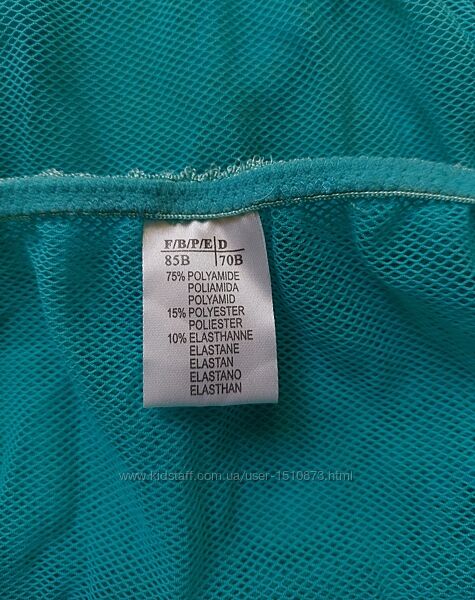 F/B/P/E D
85B 70B
75% POLYAMIDE
POLIAMIDA
POLYAMID
15% POLYESTER
POLIESTER
10% ELASTHANNE
ELASTANE
ELASTAN
ELASTANO
ELASTHAN
www.kidstaff.com.ua/user-1510873.html